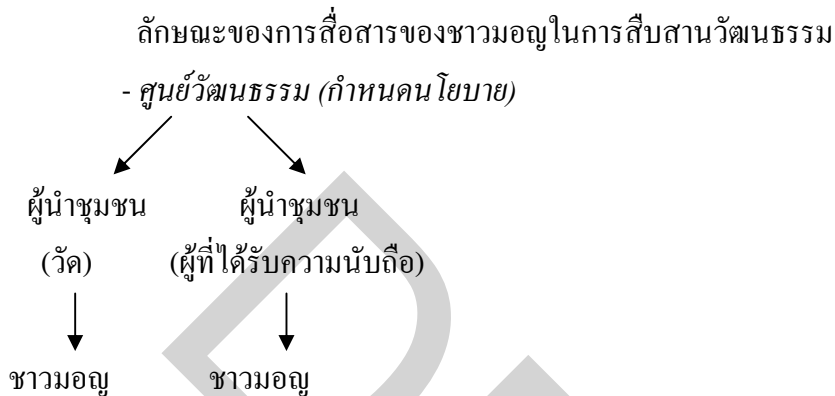 ลักษณะของการสื่อสารของชาวมอญในการสืบสานวัฒนธรรม
- ศูนย์วัฒนธรรม (กำหนดนโยบาย)
ผู้นำชุมชน ผู้นำชุมชน
(วัด) (ผู้ที่ได้รับความนับถือ)
ชาวมอญ ชาวมอญ